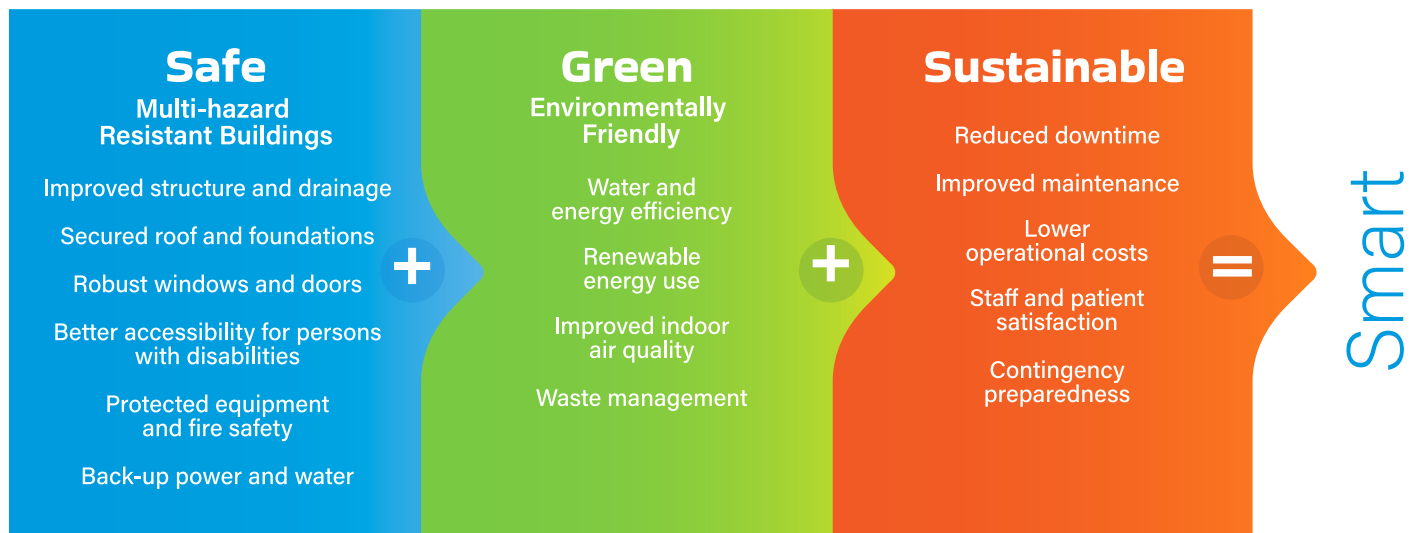 Safe
Multi-hazard
Resistant Buildings
Improved structure and drainage
Secured roof and foundations
Robust windows and doors
Better accessibility for persons
with disabilities
Protected equipment
and fire safety
Back-up power and water
+
Green
Environmentally
Friendly
Water and
energy efficiency
Renewable
energy use
Improved indoor
air quality
Waste management
+
Sustainable
Reduced downtime
Improved maintenance
Lower
operational costs
Staff and patient
satisfaction
Contingency
preparedness
=
Smart